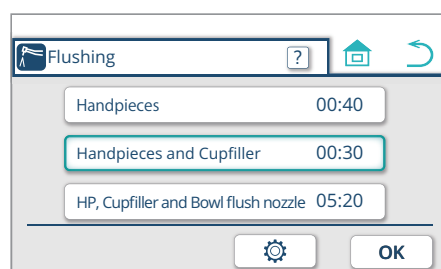 Flushing ?
Handpieces 00:40
Handpieces and Cupfiller 00:30
HP, Cupfiller and Bowl flush nozzle 05:20
OK